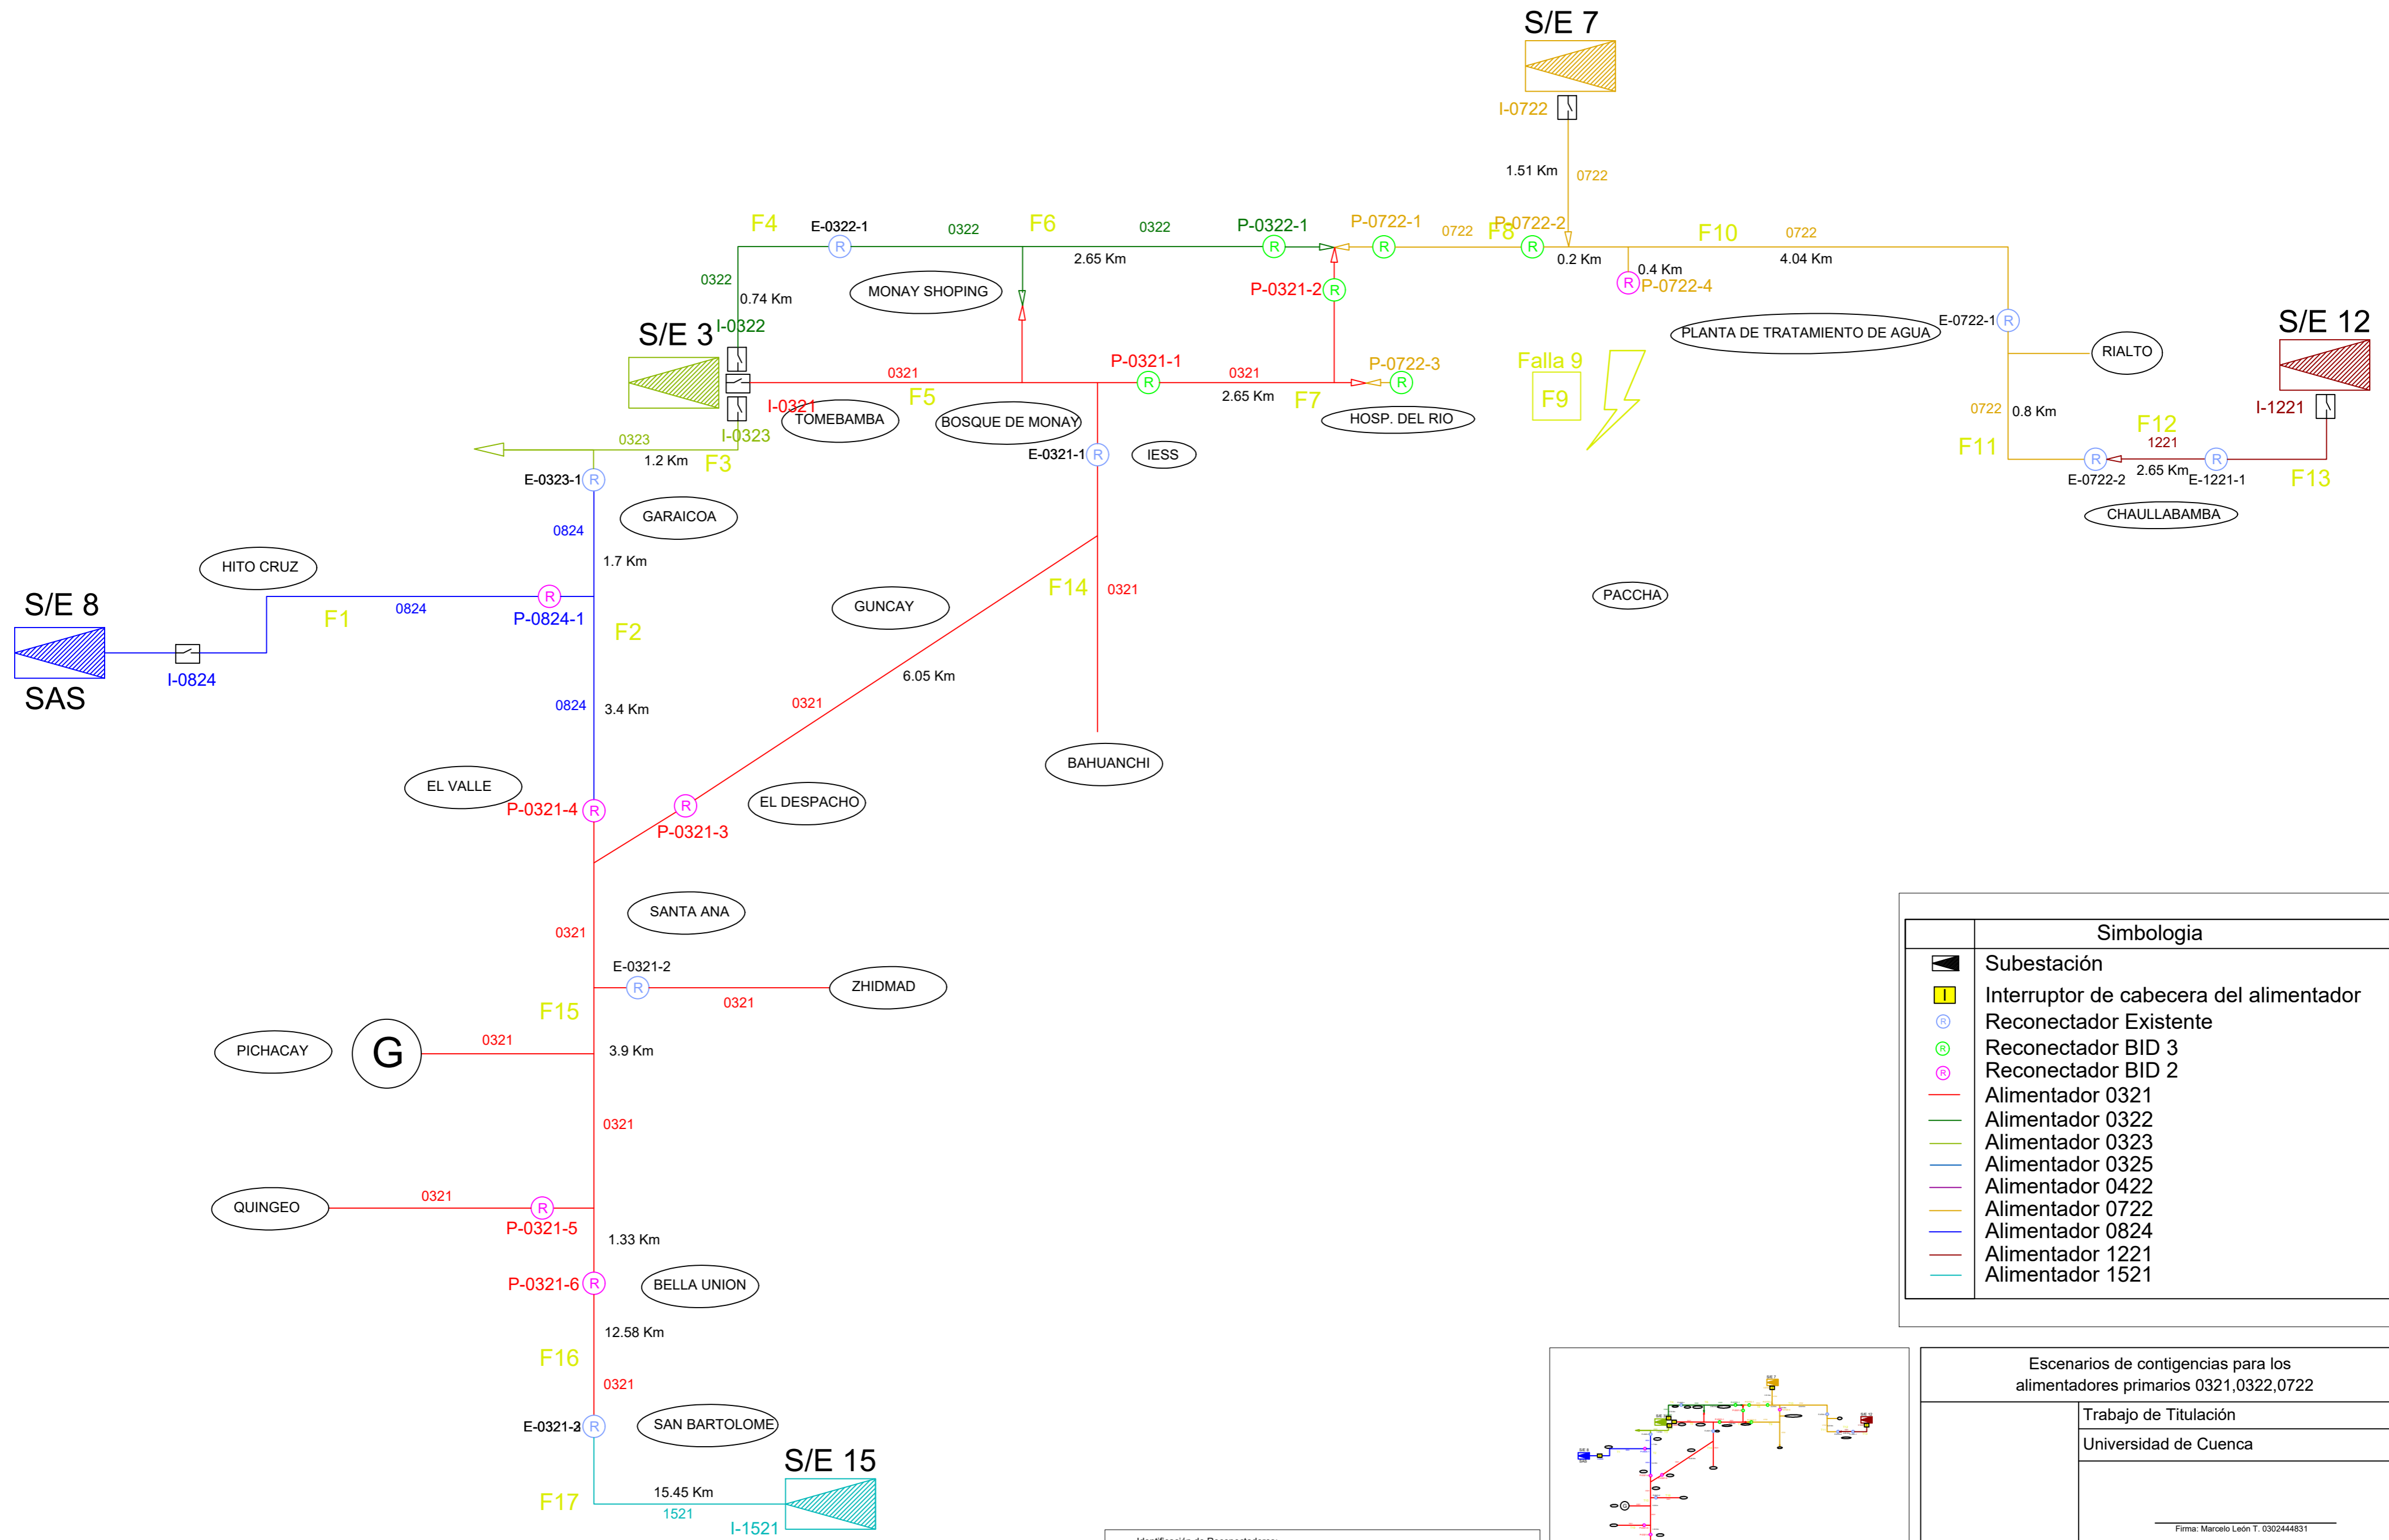 S/E 7
I-0722
1.51 Km
0722
F4
E-0322-1
R
0322
F6
0322
P-0322-1
R
P-0722-1
R
0722
F8
P-0722-2
R
F10
0722
0.2 Km
0.4 Km
4.04 Km
2.65 Km
R
P-0722-4
0322
0.74 Km
MONAY SHOPING
P-0321-2
R
S/E 3
I-0322
PLANTA DE TRATAMIENTO DE AGUA
E-0722-1
R
S/E 12
RIALTO
0321
P-0321-1
R
0321
P-0722-3
R
Falla 9
F9
F5
2.65 Km
F7
I-0321
TOMEBAMBA
BOSQUE DE MONAY
HOSP. DEL RIO
0722
0.8 Km
I-1221
I-0323
0323
1.2 Km
F3
E-0321-1
R
IESS
F12
1221
F11
R
2.65 Km
R
E-0722-2
E-1221-1
F13
E-0323-1
R
GARAICOA
CHAULLABAMBA
0824
1.7 Km
HITO CRUZ
S/E 8
F1
0824
R
P-0824-1
F2
GUNCAY
F14
0321
PACCHA
I-0824
SAS
0824
3.4 Km
0321
6.05 Km
BAHUANCHI
EL VALLE
P-0321-4
R
R
P-0321-3
EL DESPACHO
SANTA ANA
0321
E-0321-2
R
0321
ZHIDMAD
F15
PICHACAY
G
0321
3.9 Km
0321
QUINGEO
0321
R
P-0321-5
1.33 Km
P-0321-6
R
BELLA UNION
12.58 Km
F16
0321
R
SAN BARTOLOME
S/E 15
F17
15.45 Km
1521
I-1521
Simbologia
Subestación
I
Interruptor de cabecera del alimentador
R
Reconectador Existente
R
Reconectador BID 3
R
Reconectador BID 2
Alimentador 0321
Alimentador 0322
Alimentador 0323
Alimentador 0325
Alimentador 0422
Alimentador 0722
Alimentador 0824
Alimentador 1221
Alimentador 1521
Escenarios de contigencias para los
alimentadores primarios 0321,0322,0722
Trabajo de Titulación
Universidad de Cuenca
Firma: Marcelo León T. 0302444831